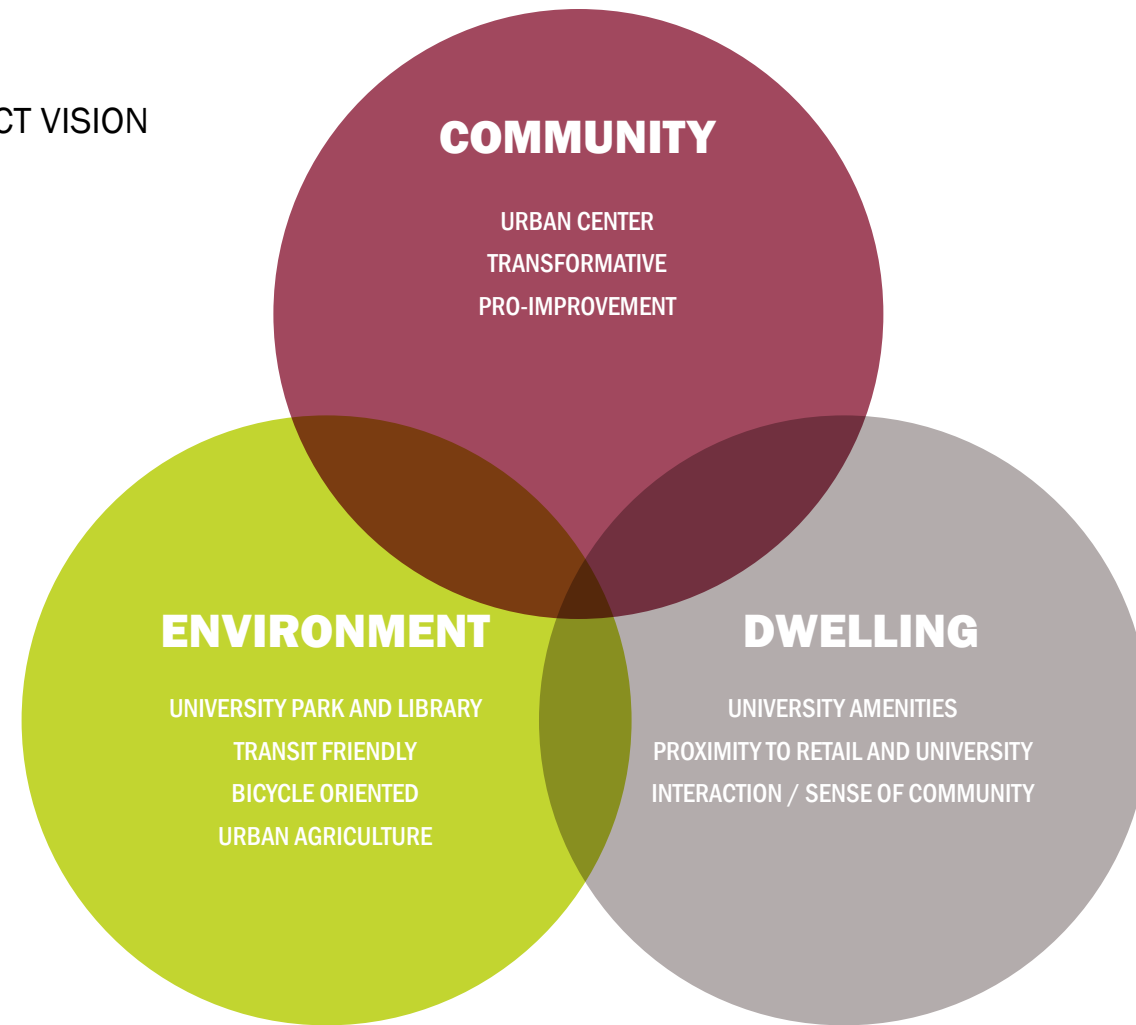 CT VISION
COMMUNITY
URBAN CENTER
TRANSFORMATIVE
PRO-IMPROVEMENT
ENVIRONMENT
UNIVERSITY PARK AND LIBRARY
TRANSIT FRIENDLY
BICYCLE ORIENTED
URBAN AGRICULTURE
DWELLING
UNIVERSITY AMENITIES
PROXIMITY TO RETAIL AND UNIVERSITY
INTERACTION / SENSE OF COMMUNITY